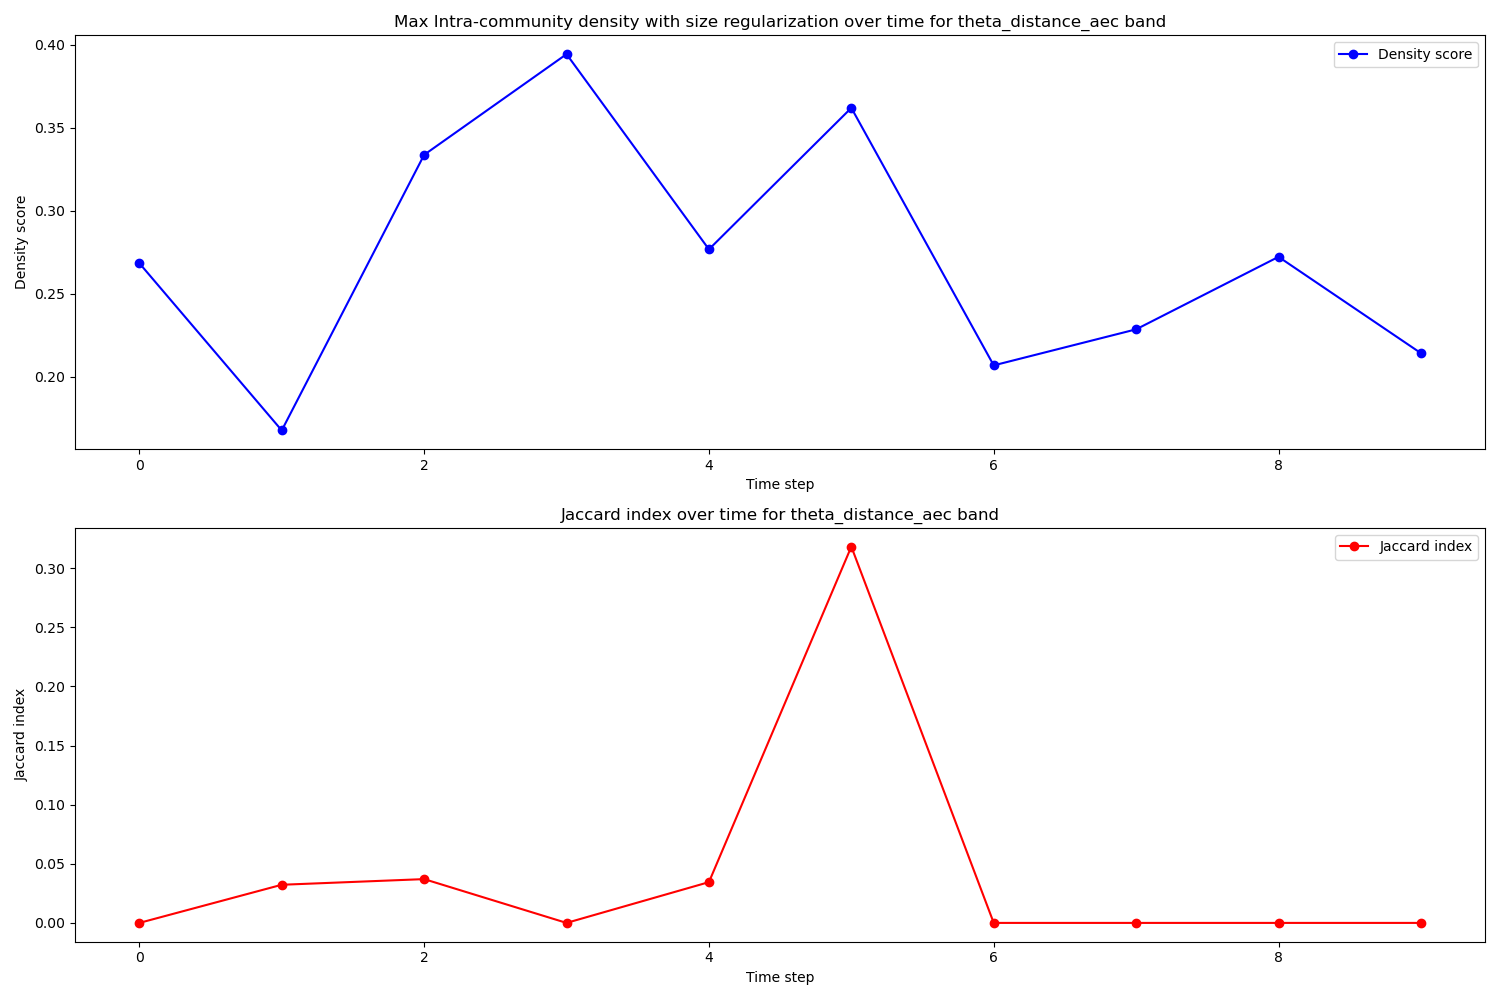 Max Intra-community density with size regularization over time for theta_distance_aec band
Density score
0.40
0.35
0.30
0.25
0.20
Density score
0 2 4 6 8
Time step
Jaccard index over time for theta_distance_aec band
Jaccard index
0.30
0.25
0.20
0.15
0.10
0.05
0.00
Jaccard index
0 2 4 6 8
Time step